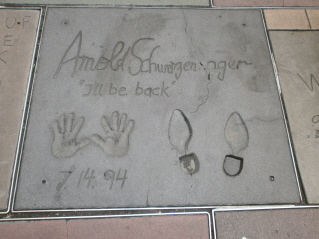 Arnold Schwarzenegger
"I'll be back"
7.14.94